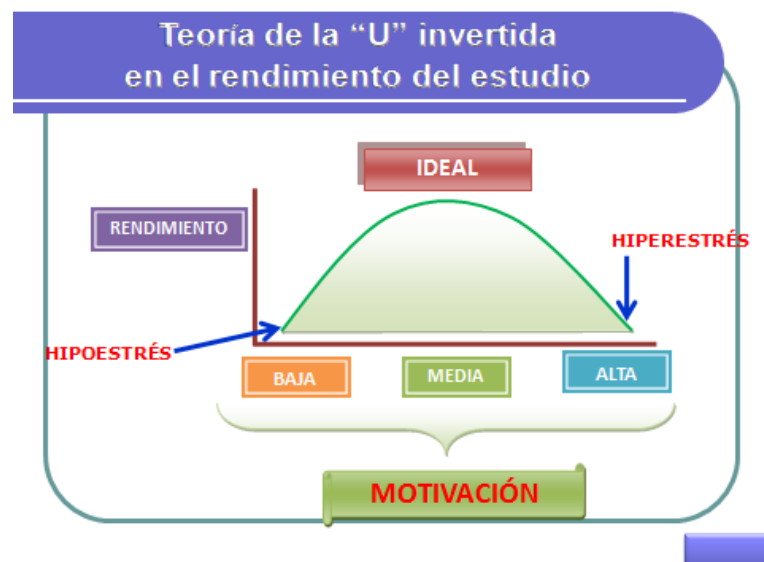 Teoría de la “U” invertida
en el rendimiento del estudio
IDEAL
RENDIMIENTO
HIPERESTRÉS
HIPOESTRÉS
BAJA
MEDIA
ALTA
MOTIVACIÓN